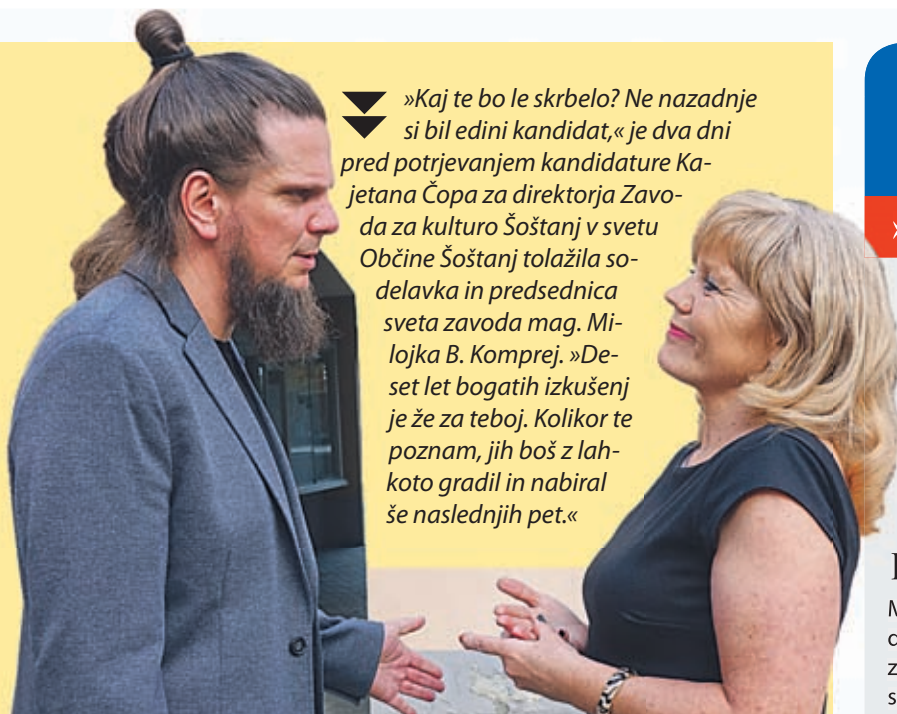 »Kaj te bo le skrbelo? Ne nazadnje
si bil edini kandidat,« je dva dni
pred potrjevanjem kandidature Ka-
jetana Čopa za direktorja Zavo-
da za kulturo Šoštanj v svetu
Občine Šoštanj tolažila so-
delavka in predsednica
sveta zavoda mag. Mi-
lojka B. Komprej. »De-
set let bogatih izkušenj
je že za teboj. Kolikor te
poznam, jih boš z lah-
koto gradil in nabiral
še naslednjih pet.«